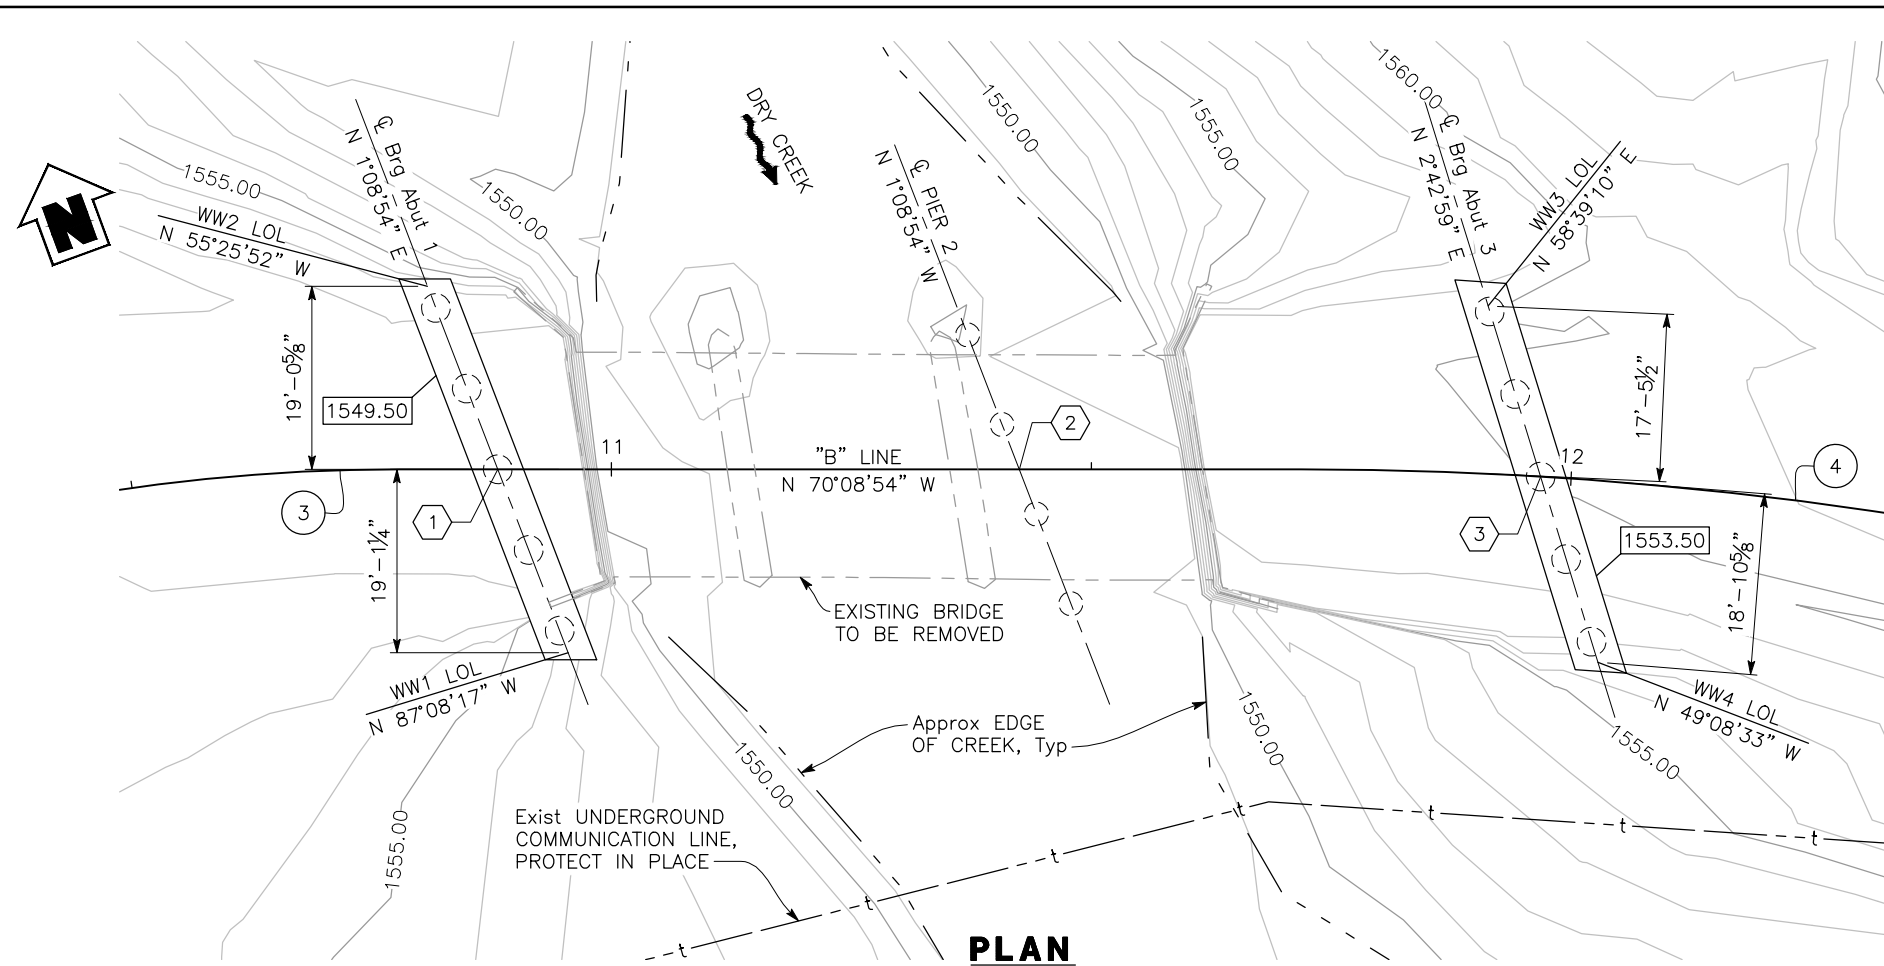 N
1555.00
WW2 LOL
N 55°25'52" W
℄ Brg Abut 1
N 1°08'54" E
1550.00
DRY CREEK
℄ PIER 2
N 1°08'54" W
1550.00
1555.00
1560.00
℄ Brg Abut 3
N 2°42'59" E
WW3 LOL
N 58°39'10" E
19'-0⅝"
1549.50
11
"B" LINE
N 70°08'54" W
2
17'-5½"
12
4
3
1
19'-1¼"
3
1553.50
18'-10⅝"
EXISTING BRIDGE
TO BE REMOVED
WW1 LOL
N 87°08'17" W
WW4 LOL
N 49°08'33" W
Approx EDGE
OF CREEK, Typ
1550.00
1550.00
1555.00
1555.00
Exist UNDERGROUND
COMMUNICATION LINE,
PROTECT IN PLACE
t
t
t
t
t
t
t
PLAN